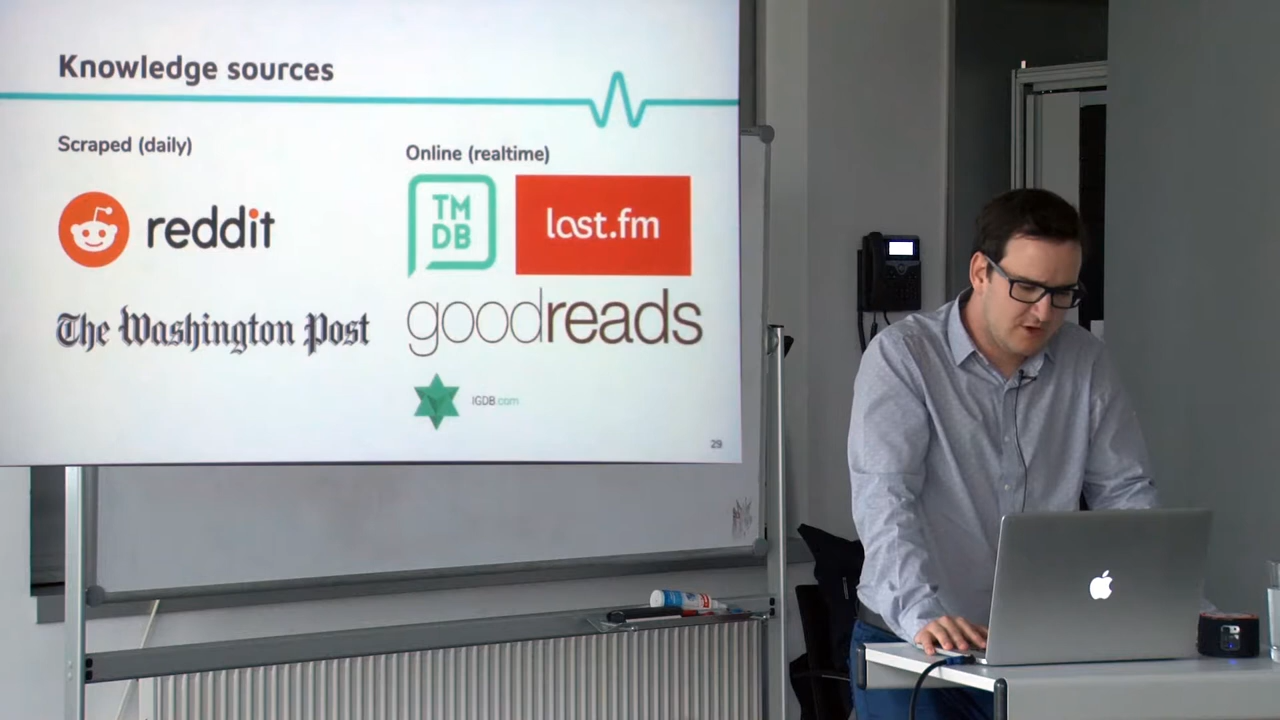 Knowledge sources
Scraped (daily)
reddit
The Washington Post
Online (realtime)
TM
DB
last.fm
goodreads
IGDB.com
29